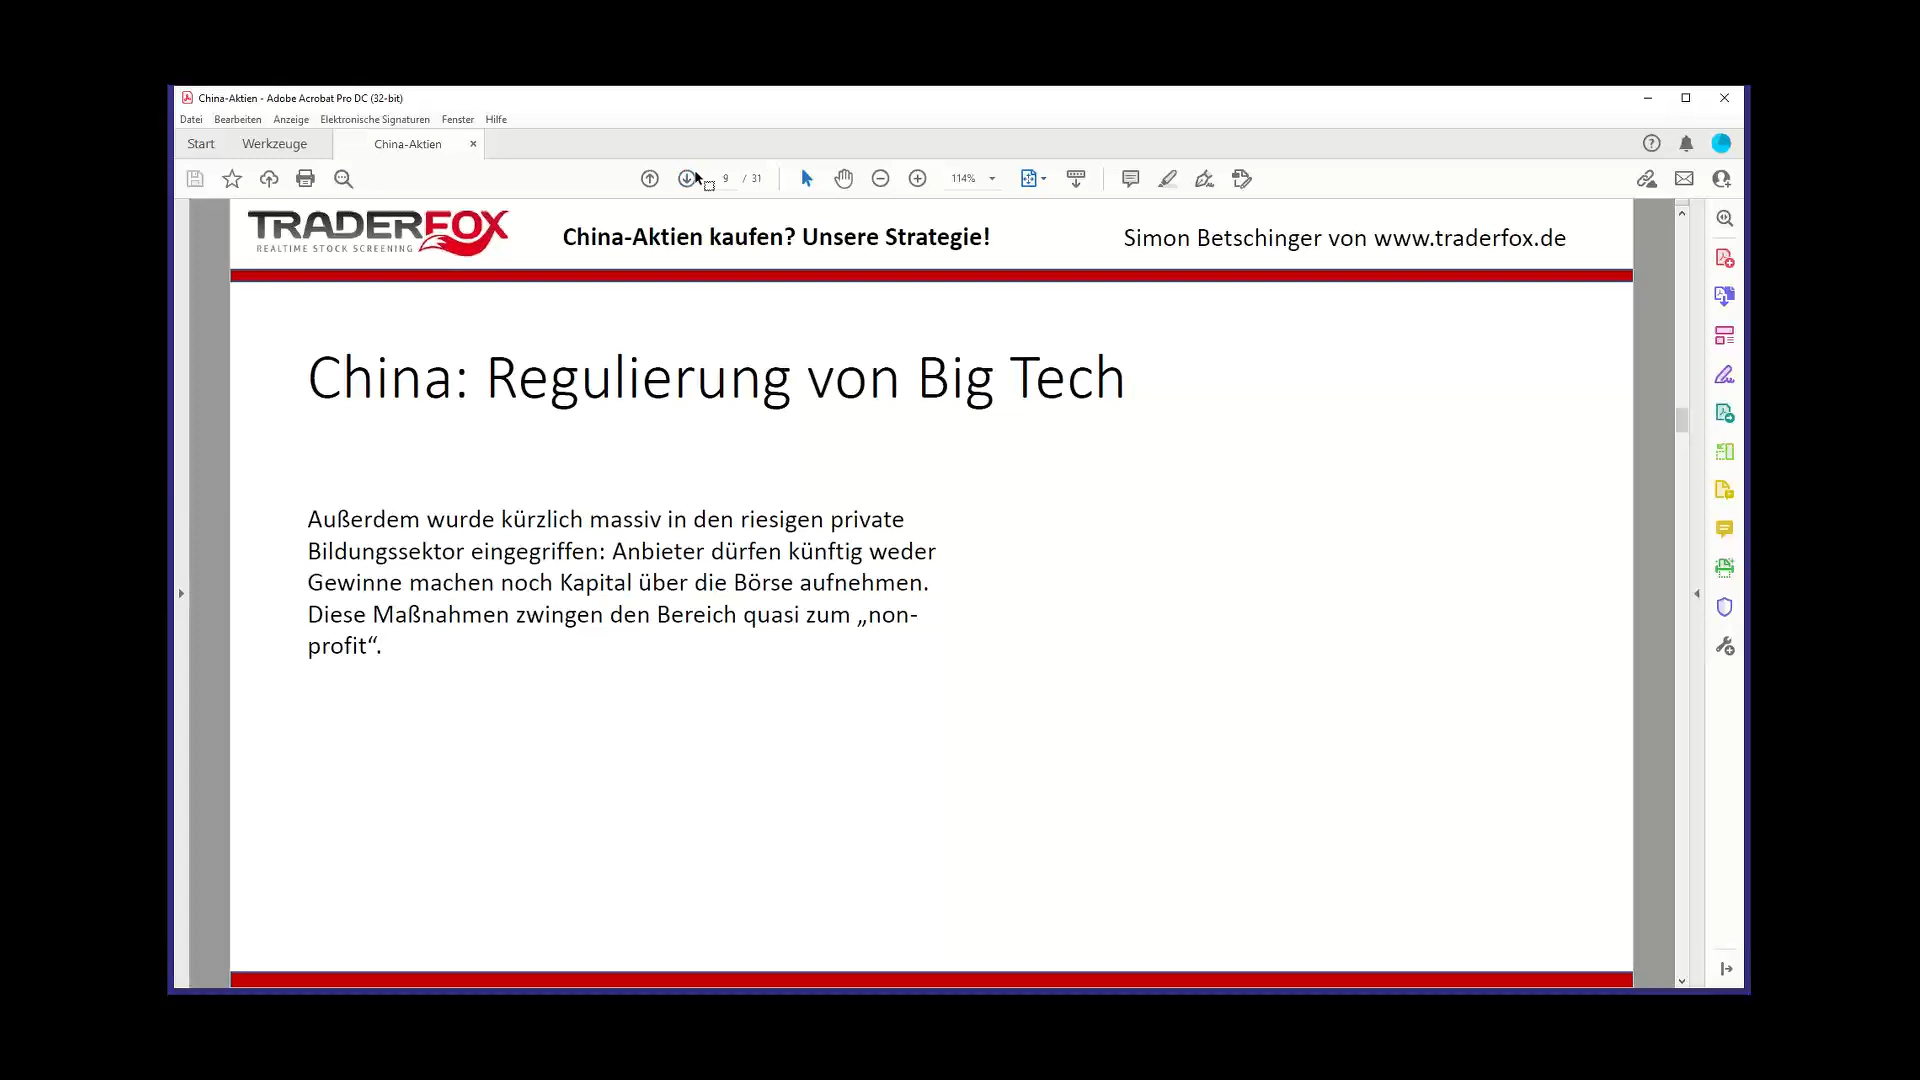 China-Aktien - Adobe Acrobat Pro DC (32-bit)
Datei Bearbeiten Anzeige Elektronische Signaturen Fenster Hilfe
Start Werkzeuge China-Aktien
9 / 31 114%
TRADERFOX
REALTIME STOCK SCREENING
China-Aktien kaufen? Unsere Strategie!
Simon Betschinger von www.traderfox.de
China: Regulierung von Big Tech
Außerdem wurde kürzlich massiv in den riesigen private
Bildungssektor eingegriffen: Anbieter dürfen künftig weder
Gewinne machen noch Kapital über die Börse aufnehmen.
Diese Maßnahmen zwingen den Bereich quasi zum „non-
profit“.